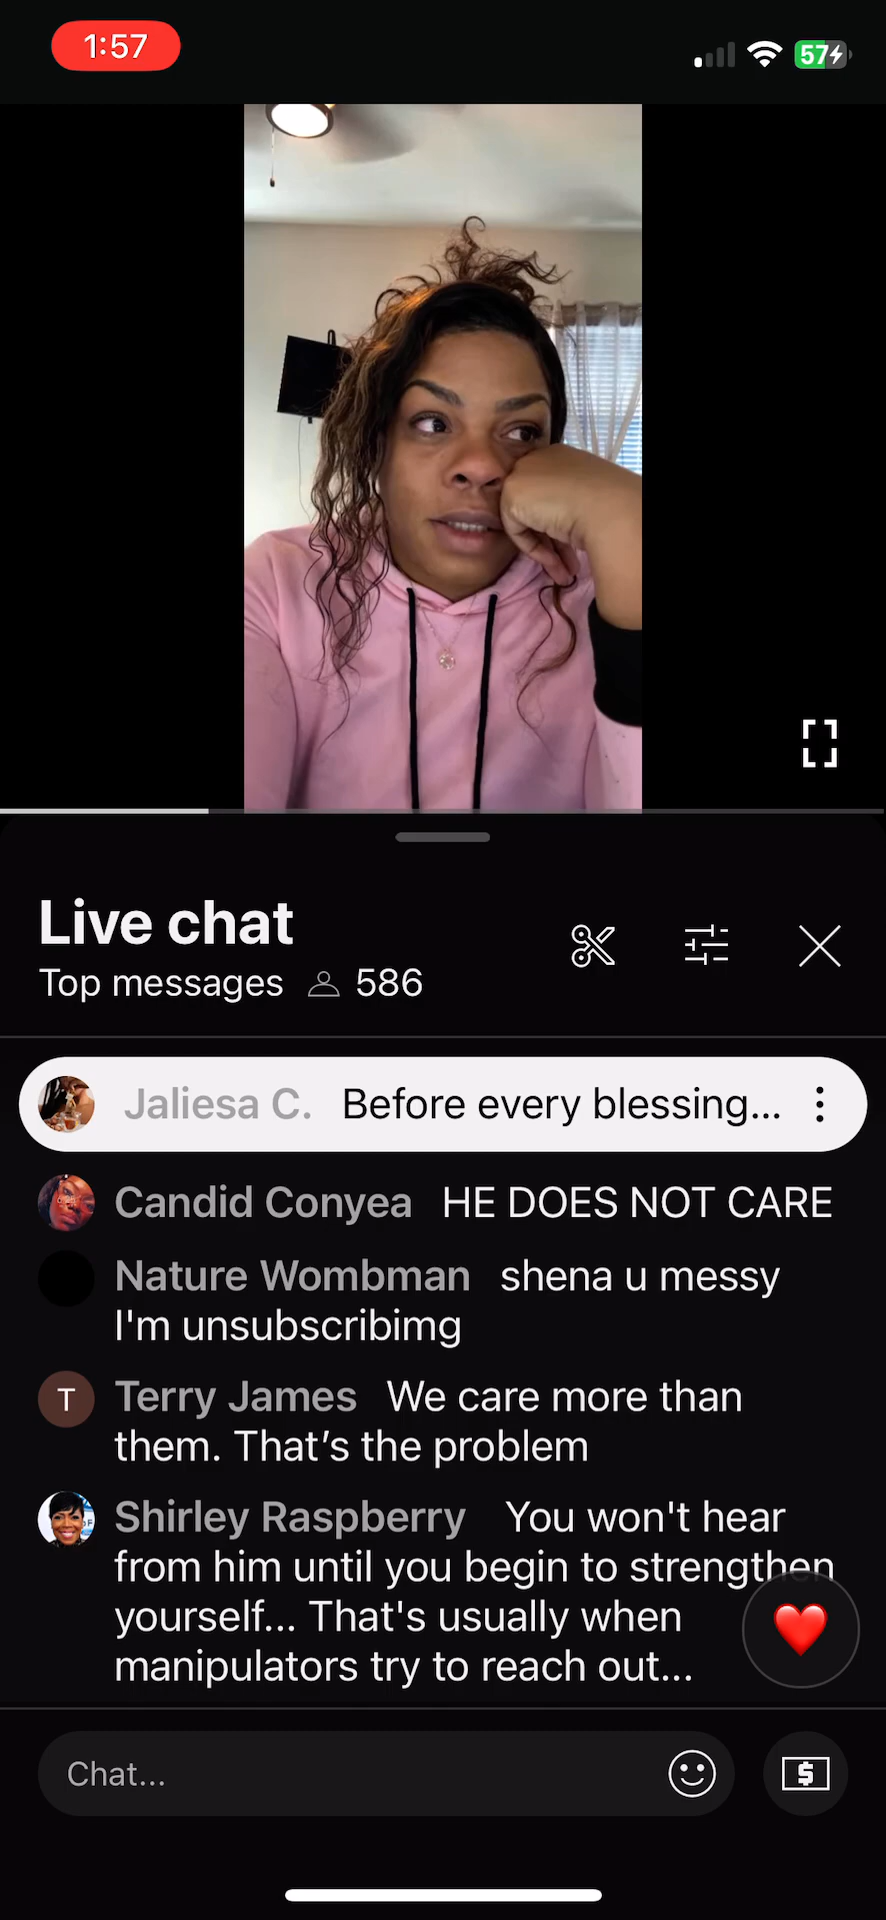 1:57
57
Live chat
Top messages 586
Jaliesa C. Before every blessing...
Candid Conyea HE DOES NOT CARE
Nature Wombman shena u messy
I'm unsubscribimg
T Terry James We care more than
them. That's the problem
Shirley Raspberry You won't hear
from him until you begin to strengthen
yourself... That's usually when
manipulators try to reach out...
Chat...
$